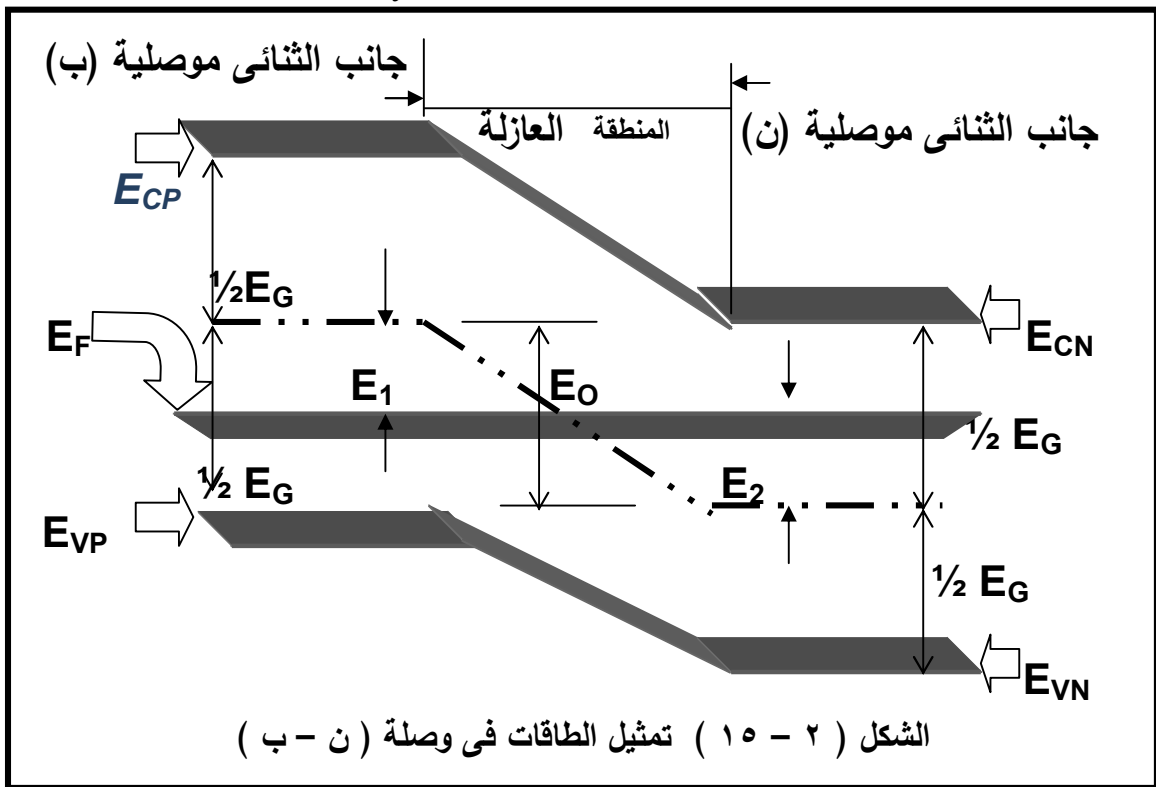 جانب الثنائى موصلية (ب)
المنطقة العازلة
جانب الثنائى موصلية (ن)
E_CP
½E_G
E_F
E_CN
E_1
E_O
½ E_G
½ E_G
E_2
E_VP
½ E_G
E_VN
الشكل ( ٢ – ١٥ ) تمثيل الطاقات فى وصلة ( ن – ب )